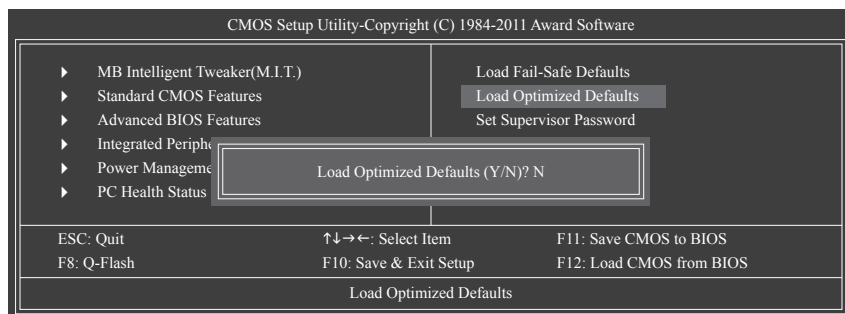 CMOS Setup Utility-Copyright (C) 1984-2011 Award Software
MB Intelligent Tweaker(M.I.T.)
Standard CMOS Features
Advanced BIOS Features
Integrated Periphe
Power Manageme
PC Health Status
Load Fail-Safe Defaults
Load Optimized Defaults
Set Supervisor Password
Load Optimized Defaults (Y/N)? N
ESC: Quit ↑↓→←: Select Item F11: Save CMOS to BIOS
F8: Q-Flash F10: Save & Exit Setup F12: Load CMOS from BIOS
Load Optimized Defaults